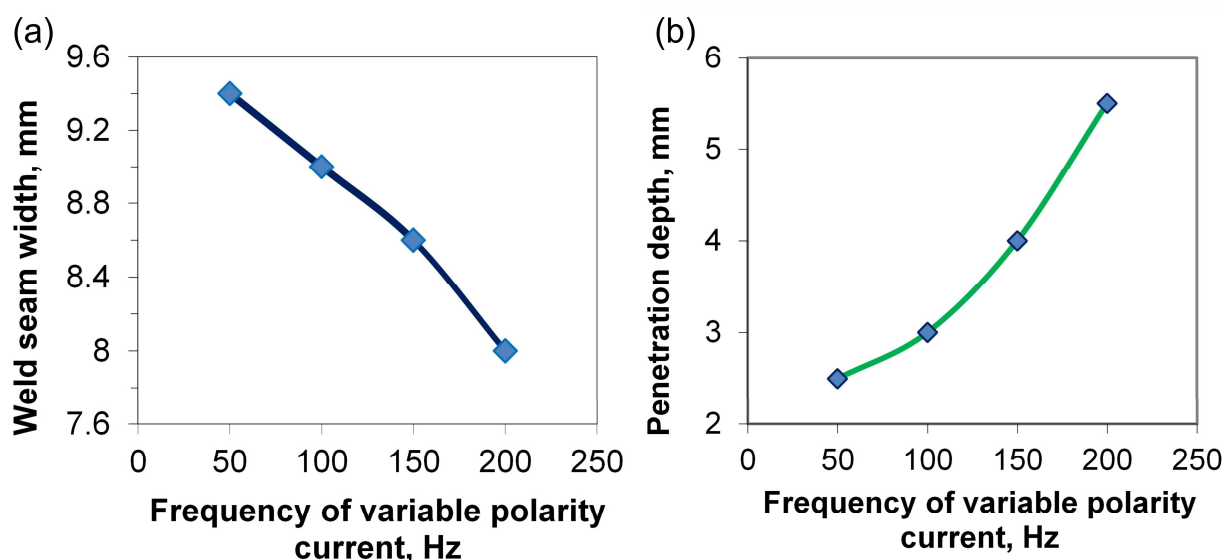 (a)
9.6
9.2
8.8
8.4
8
7.6
Weld seam width, mm
0 50 100 150 200 250
Frequency of variable polarity
current, Hz
(b)
6
5
4
3
2
Penetration depth, mm
0 50 100 150 200 250
Frequency of variable polarity
current, Hz